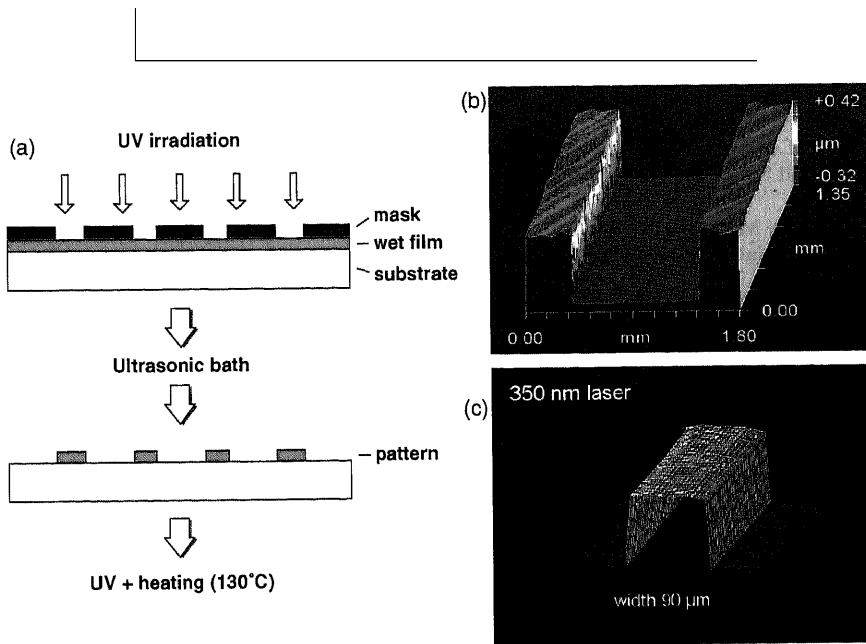 (a)
UV irradiation
mask
wet film
substrate
Ultrasonic bath
pattern
UV + heating (130°C)
(b)
+0.42
µm
-0.32
1.35
mm
0.00
0.00 mm 1.80
(c)
350 nm laser
width 90 µm